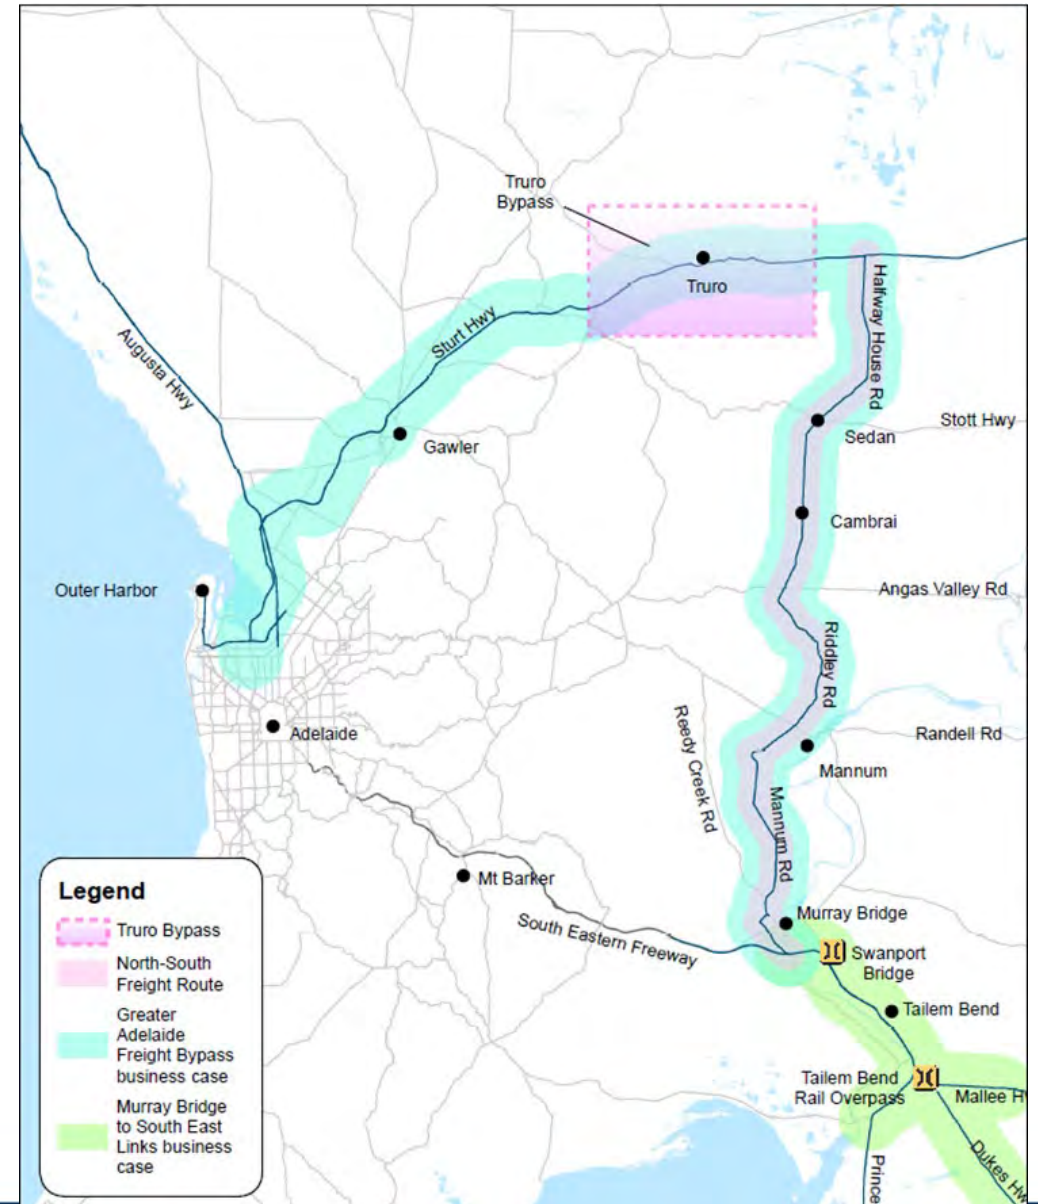 Truro
Bypass
Truro
Halfway House Rd
Sturt Hwy
Augusta Hwy
Gawler
Sedan
Stott Hwy
Cambrai
Outer Harbor
Angas Valley Rd
Riddley Rd
Reedy Creek Rd
Randell Rd
Adelaide
Mannum
Mannum Rd
Mt Barker
Murray Bridge
South Eastern Freeway
Swanport
Bridge
Tailem Bend
Tailem Bend
Rail Overpass
Mallee H
Dukes Hw
Prince
Legend
Truro Bypass
North-South
Freight Route
Greater
Adelaide
Freight Bypass
business case
Murray Bridge
to South East
Links business
case